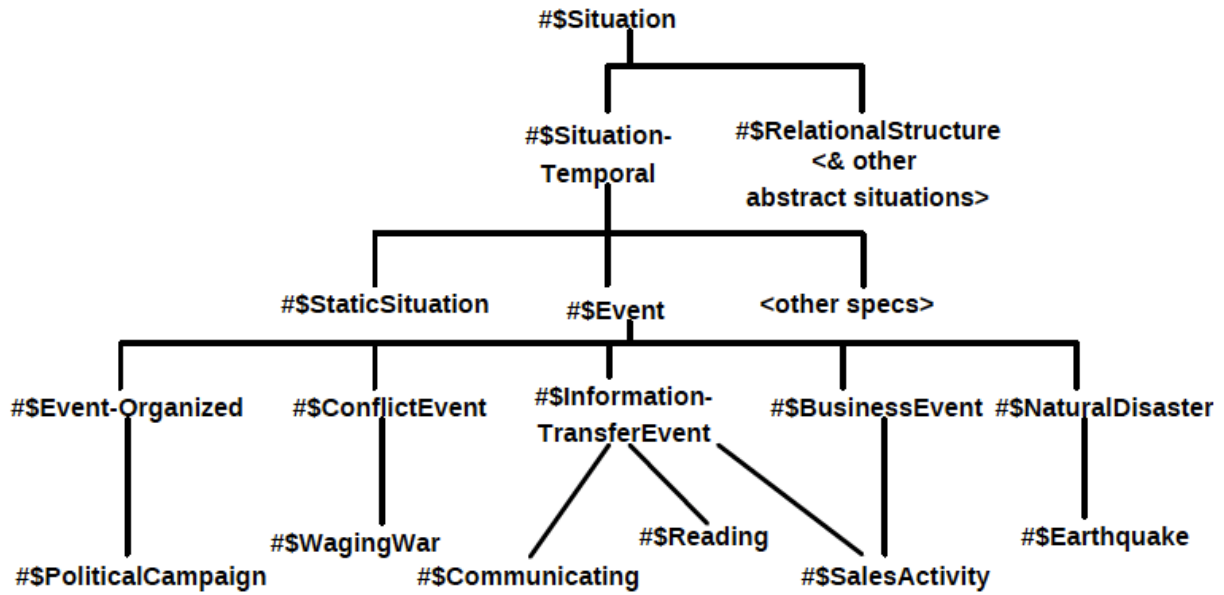 #$Situation
#$Situation-
Temporal
#$RelationalStructure
<& other
abstract situations>
#$StaticSituation
#$Event
<other specs>
#$Event-Organized
#$ConflictEvent
#$Information-
TransferEvent
#$BusinessEvent
#$NaturalDisaster
#$WagingWar
#$Reading
#$Earthquake
#$PoliticalCampaign
#$Communicating
#$SalesActivity